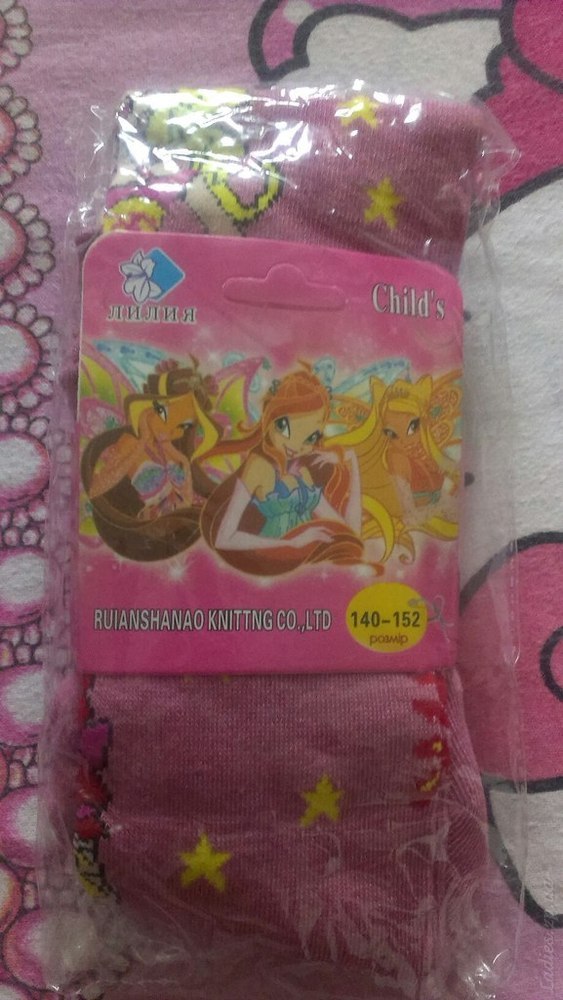 ЛИЛИЯ
Child's
RUIANSHANAO KNITTNG CO.,LTD
140-152
розмір